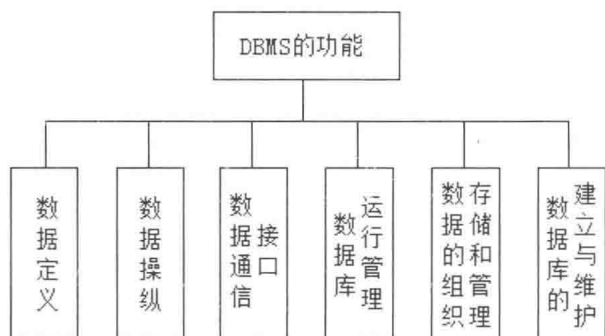 DBMS的功能
数据定义
数据操纵
数据通信
接口
数据库
运行管理
数据的组织
存储和管理
数据库的
建立与维护